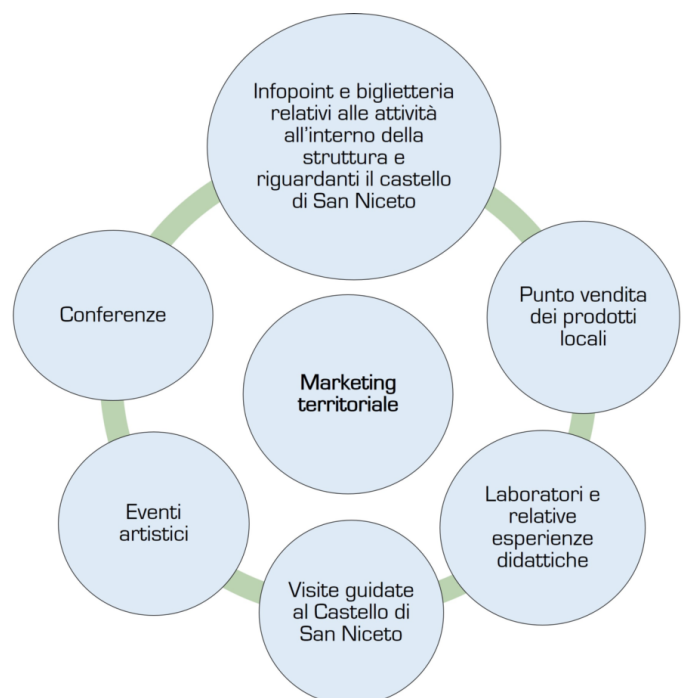 Infopoint e biglietteria
relativi alle attività
all'interno della
struttura e
riguardanti il castello
di San Niceto
Punto vendita
dei prodotti
locali
Laboratori e
relative
esperienze
didattiche
Visite guidate
al Castello di
San Niceto
Eventi
artistici
Conferenze
Marketing
territoriale